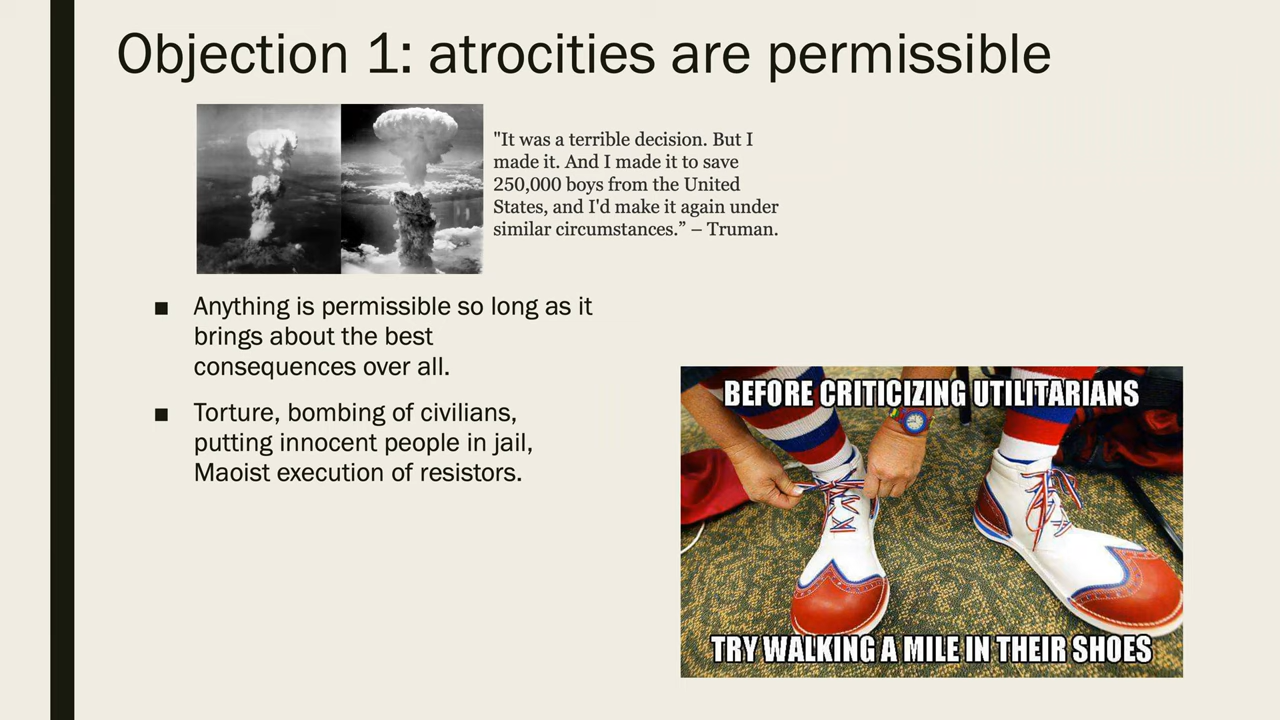 Objection 1: atrocities are permissible
"It was a terrible decision. But I
made it. And I made it to save
250,000 boys from the United
States, and I'd make it again under
similar circumstances.” – Truman.
■ Anything is permissible so long as it
brings about the best
consequences over all.
■ Torture, bombing of civilians,
putting innocent people in jail,
Maoist execution of resistors.
BEFORE CRITICIZING UTILITARIANS
TRY WALKING A MILE IN THEIR SHOES